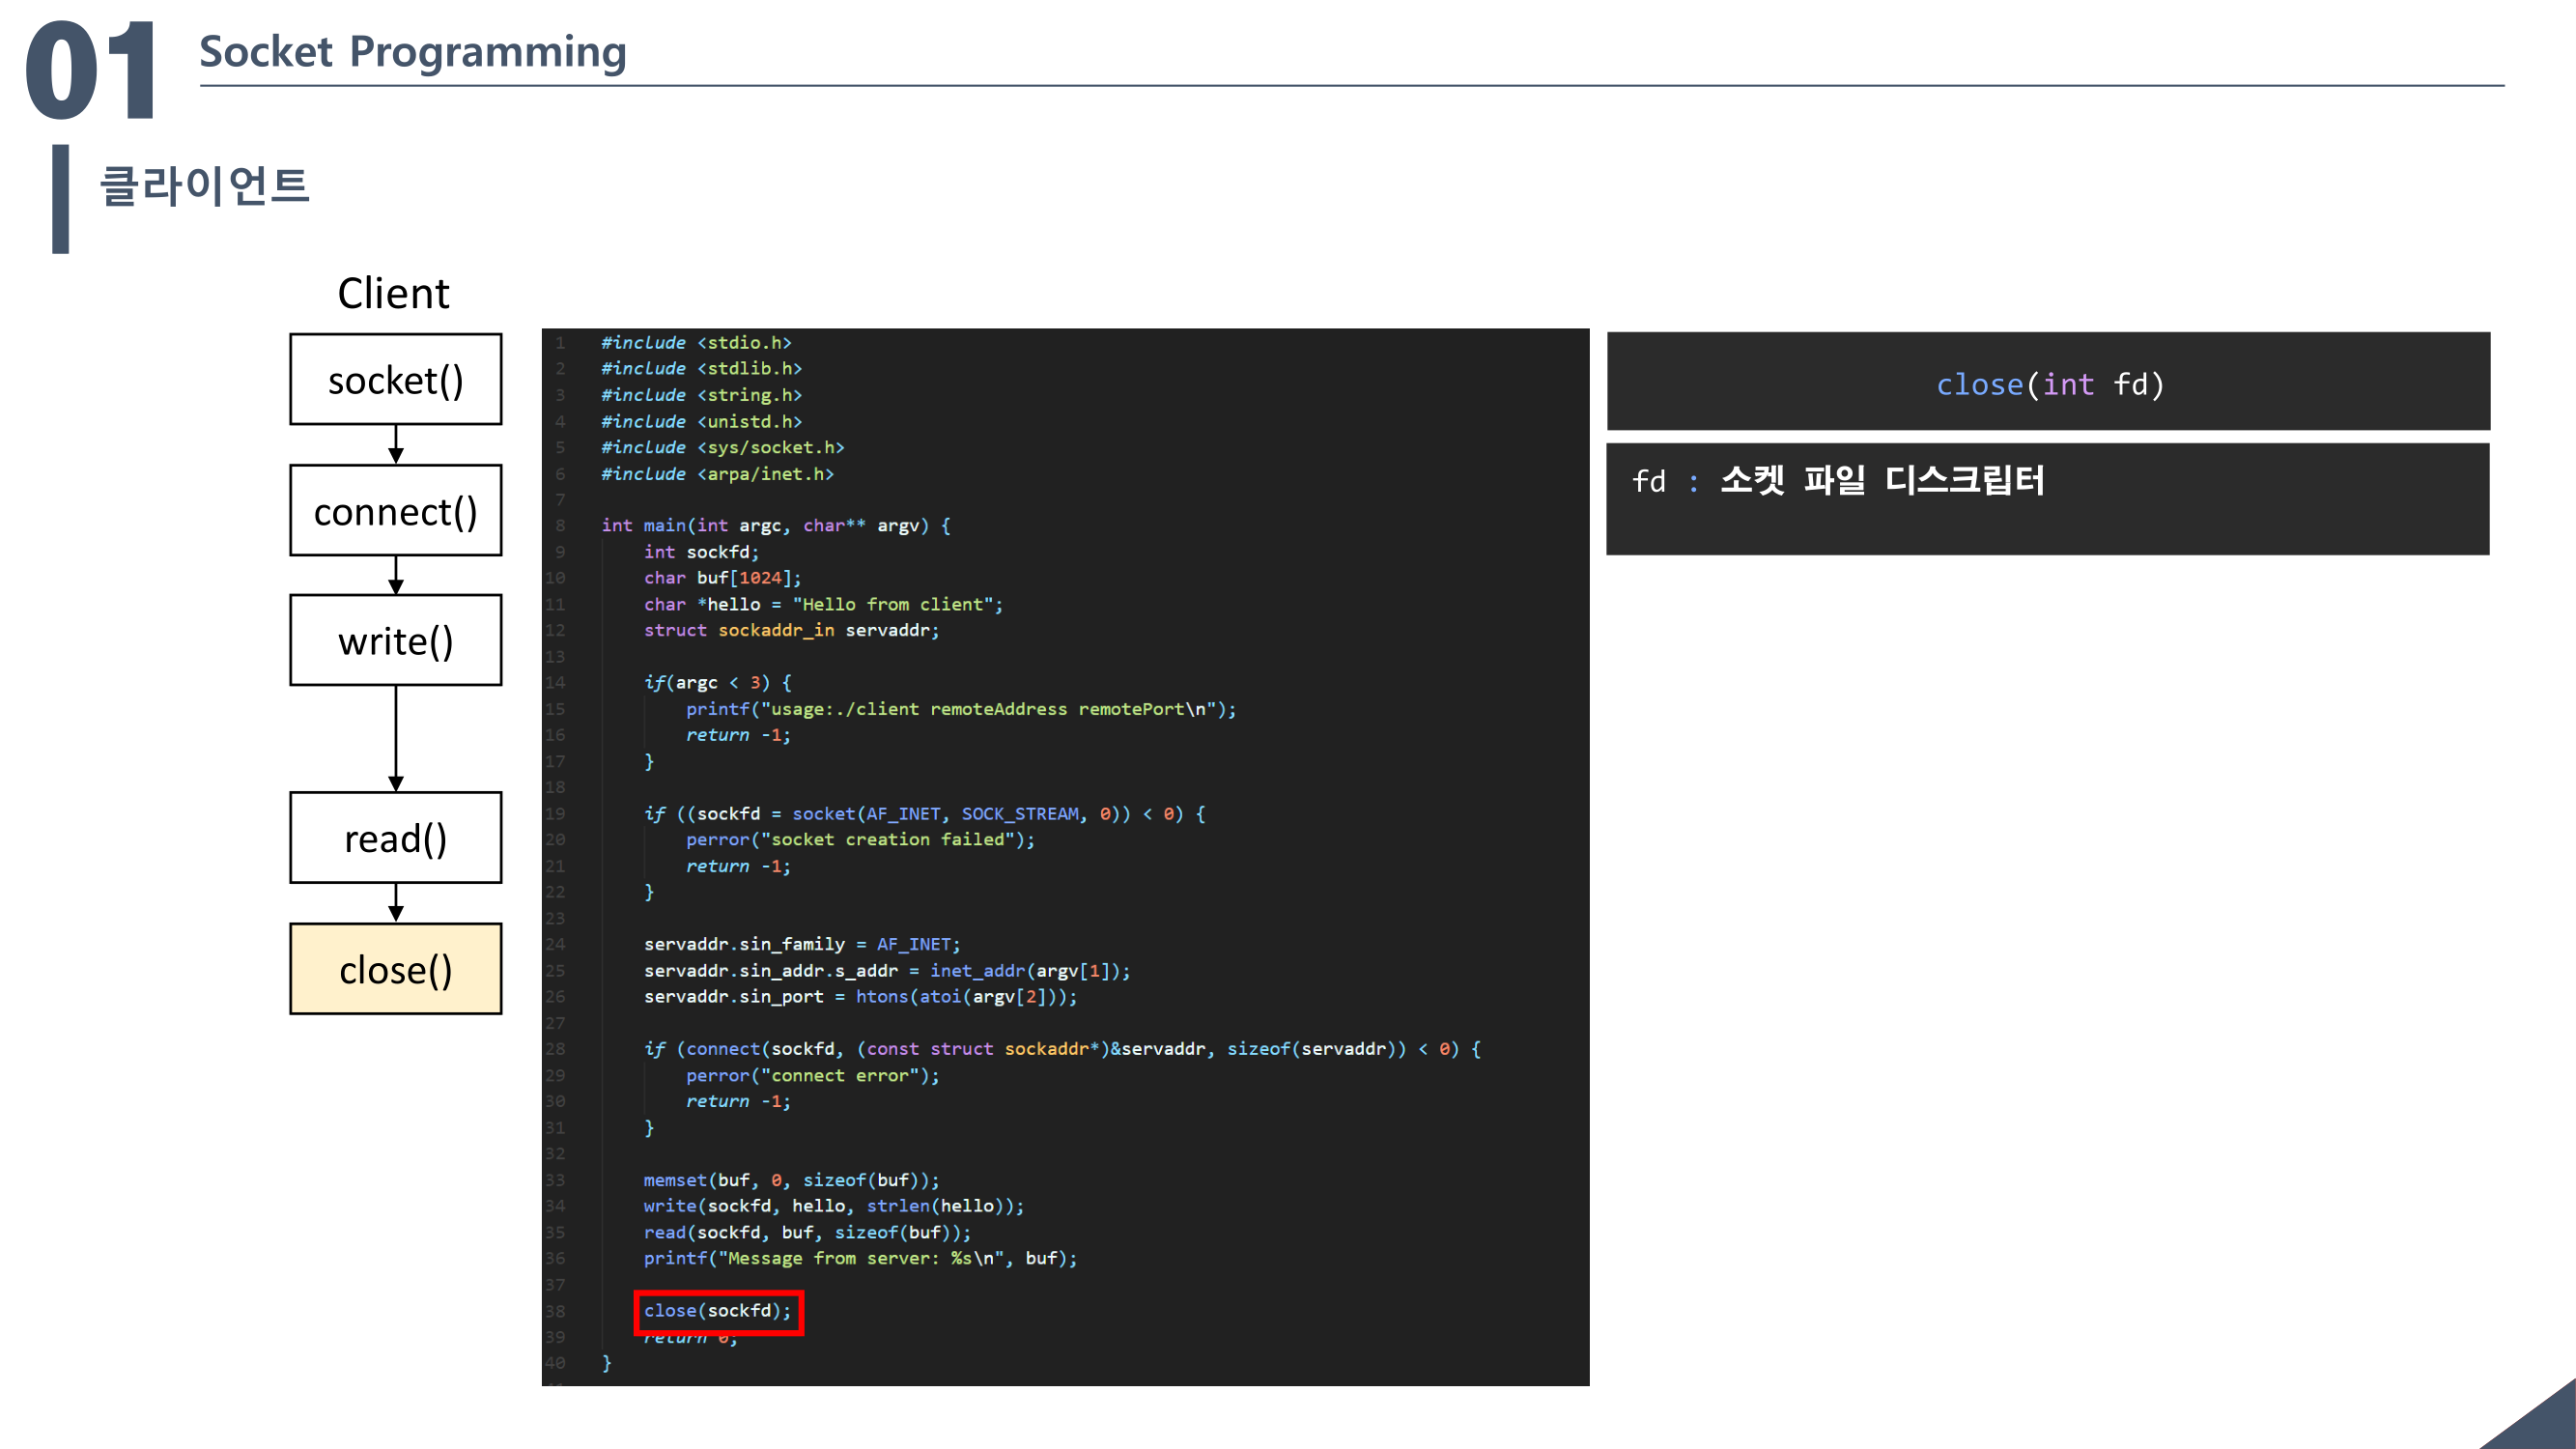 01
Socket Programming
클라이언트
Client
socket()
connect()
write()
read()
close()
1 #include <stdio.h>
2 #include <stdlib.h>
3 #include <string.h>
4 #include <unistd.h>
5 #include <sys/socket.h>
6 #include <arpa/inet.h>
7
8 int main(int argc, char** argv) {
9     int sockfd;
10     char buf[1024];
11     char *hello = "Hello from client";
12     struct sockaddr_in servaddr;
13
14     if(argc < 3) {
15         printf("usage:./client remoteAddress remotePort\n");
16         return -1;
17     }
18
19     if ((sockfd = socket(AF_INET, SOCK_STREAM, 0)) < 0) {
20         perror("socket creation failed");
21         return -1;
22     }
23
24     servaddr.sin_family = AF_INET;
25     servaddr.sin_addr.s_addr = inet_addr(argv[1]);
26     servaddr.sin_port = htons(atoi(argv[2]));
27
28     if (connect(sockfd, (const struct sockaddr*)&servaddr, sizeof(servaddr)) < 0) {
29         perror("connect error");
30         return -1;
31     }
32
33     memset(buf, 0, sizeof(buf));
34     write(sockfd, hello, strlen(hello));
35     read(sockfd, buf, sizeof(buf));
36     printf("Message from server: %s\n", buf);
37
38     close(sockfd);
39     return 0;
40 }
close(int fd)
fd : 소켓 파일 디스크립터